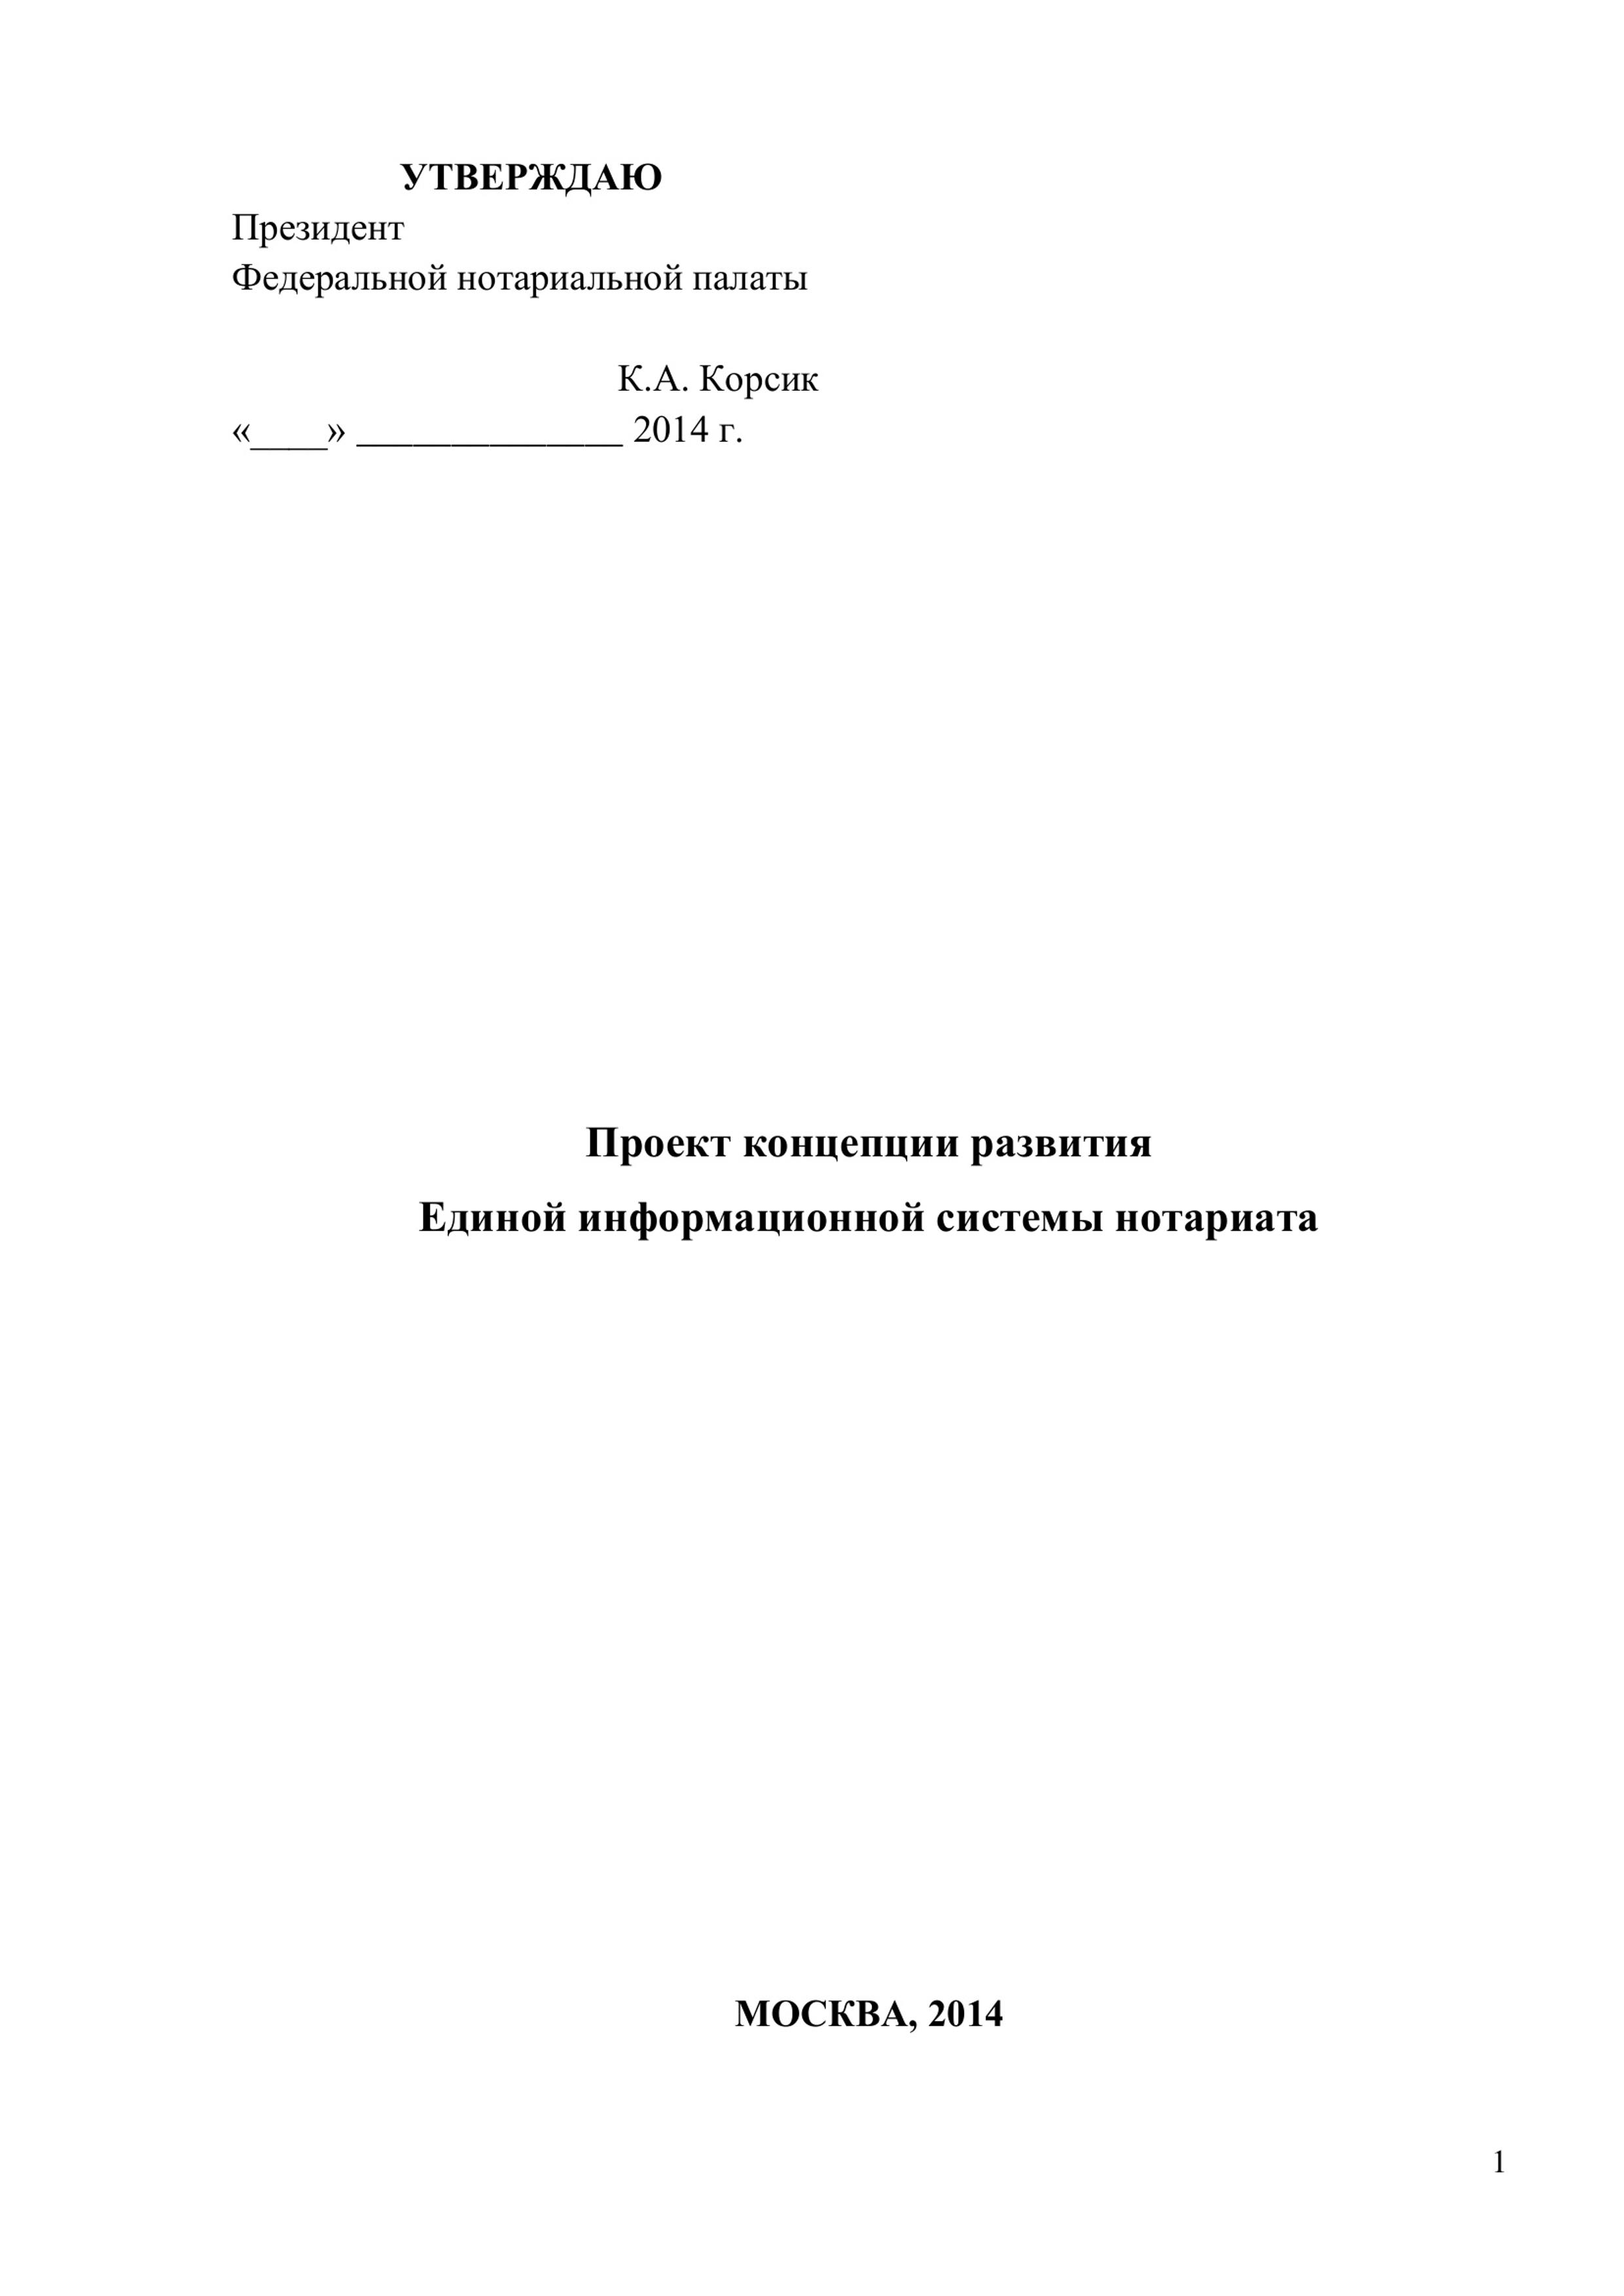 УТВЕРЖДАЮ
Президент
Федеральной нотариальной палаты
К.А. Корсик
«____» ______________ 2014 г.
Проект концепции развития
Единой информационной системы нотариата
МОСКВА, 2014
1